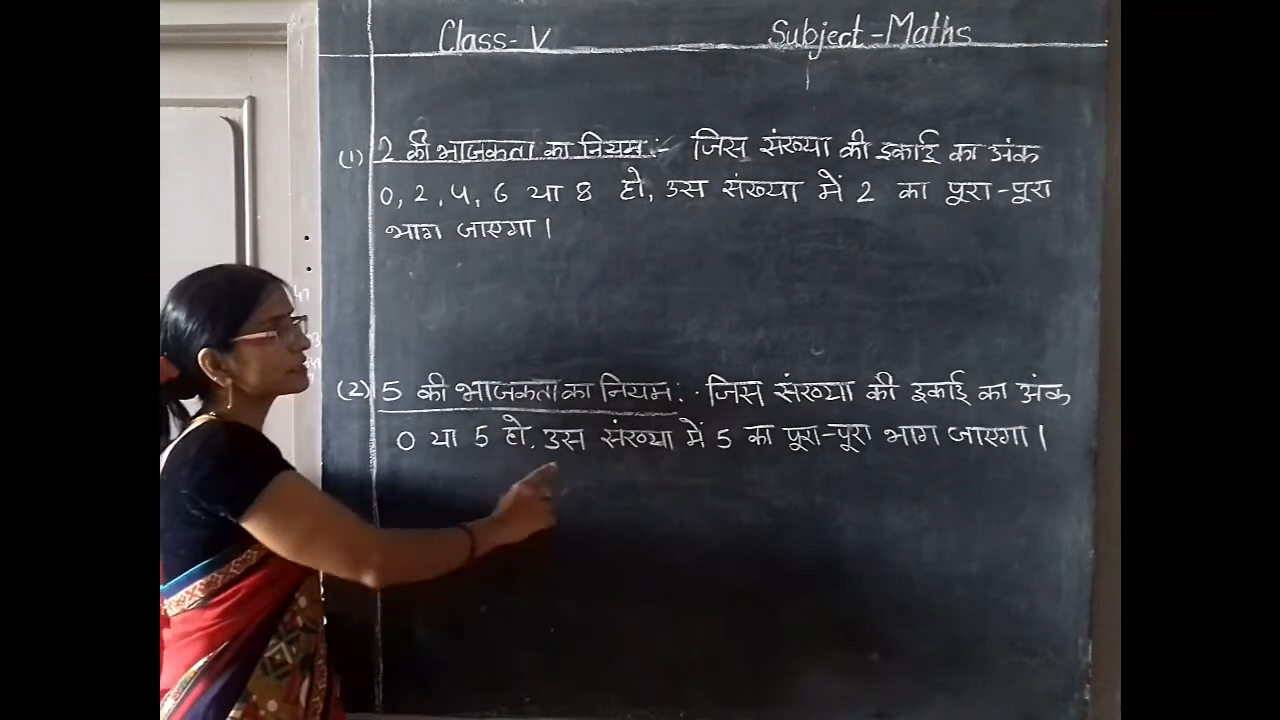 Class- V
Subject - Maths
(1) 2 की भाजकता का नियम:- जिस संख्या की इकाई का अंक
0, 2, 4, 6 या 8 हो, उस संख्या में 2 का पूरा-पूरा
भाग जाएगा।
(2) 5 की भाजकता का नियम: जिस संख्या की इकाई का अंक
0 या 5 हो, उस संख्या में 5 का पूरा-पूरा भाग जाएगा।